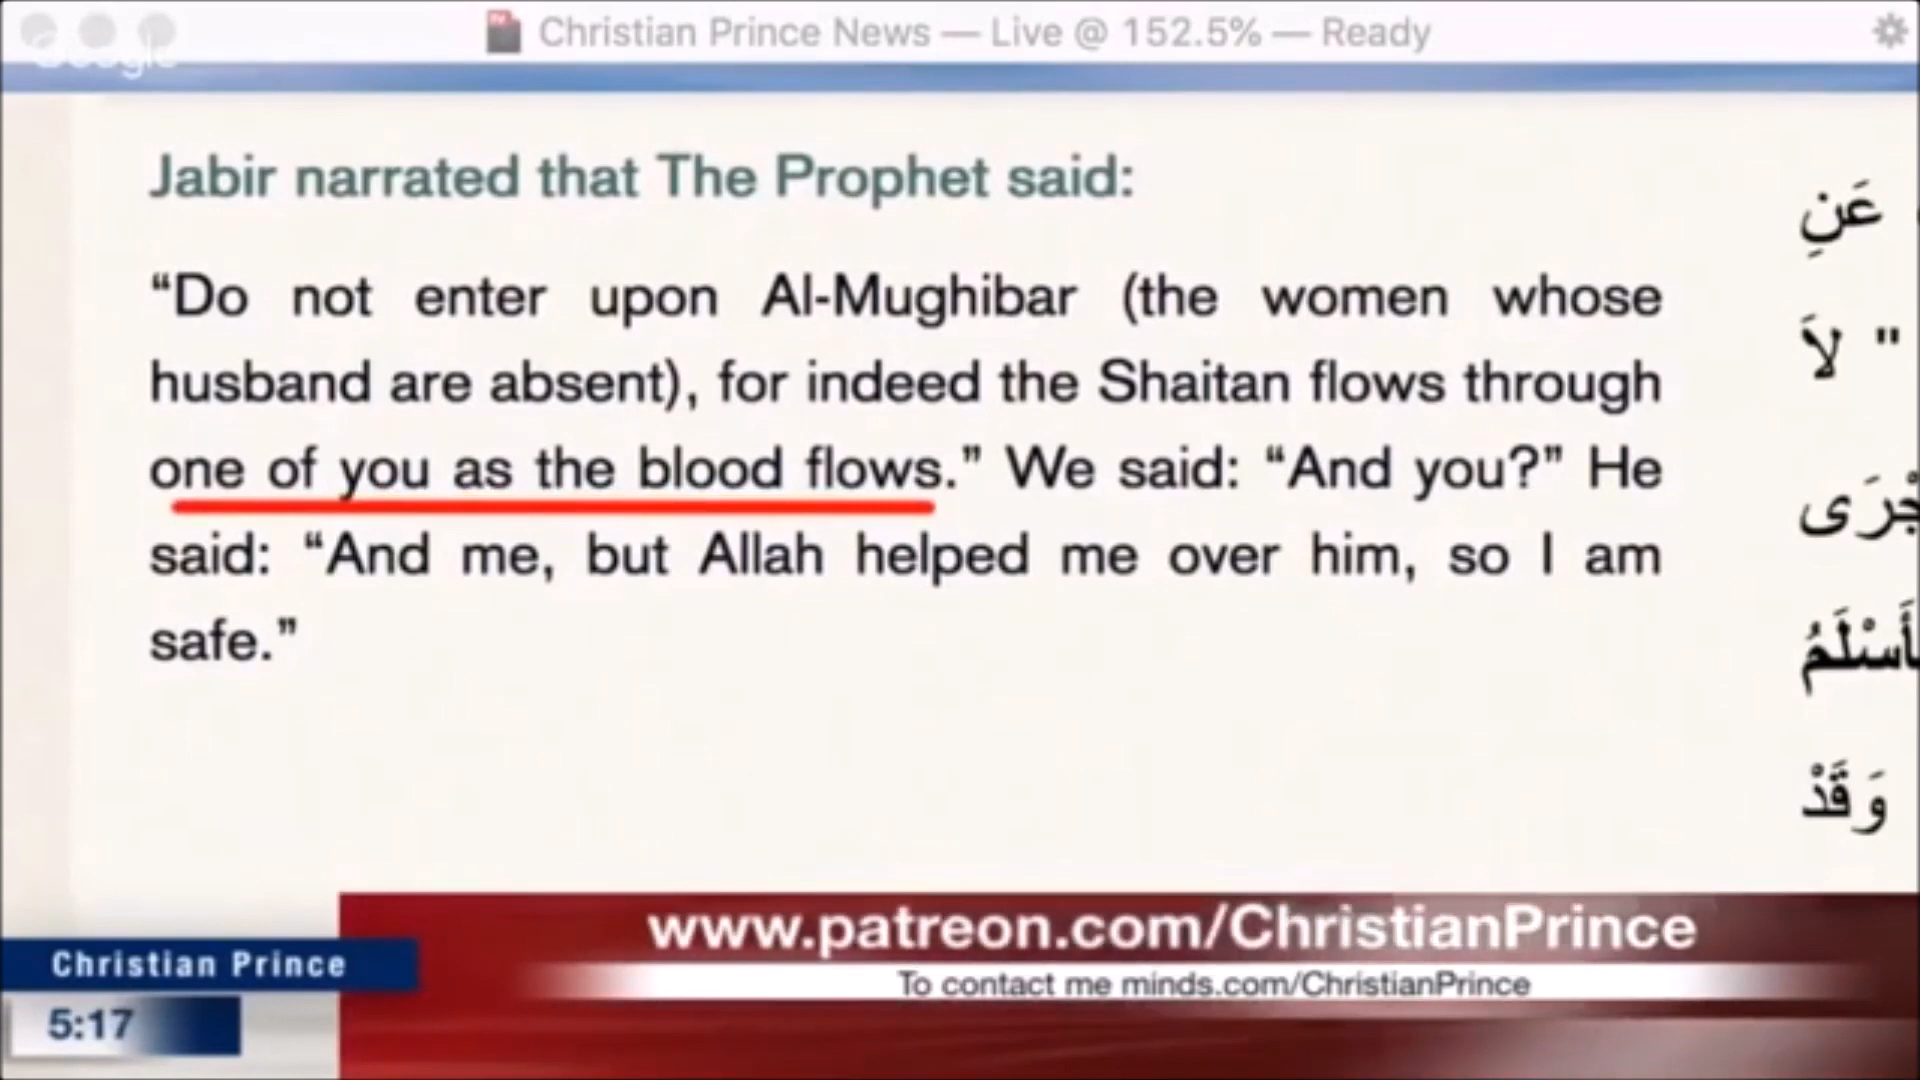 Christian Prince News — Live @ 152.5% — Ready
Google
Jabir narrated that The Prophet said:
“Do not enter upon Al-Mughibar (the women whose
husband are absent), for indeed the Shaitan flows through
one of you as the blood flows.” We said: “And you?” He
said: “And me, but Allah helped me over him, so I am
safe.”
عَنِ
" لاَ
وَقَدْ
www.patreon.com/ChristianPrince
To contact me minds.com/ChristianPrince
Christian Prince
5:17